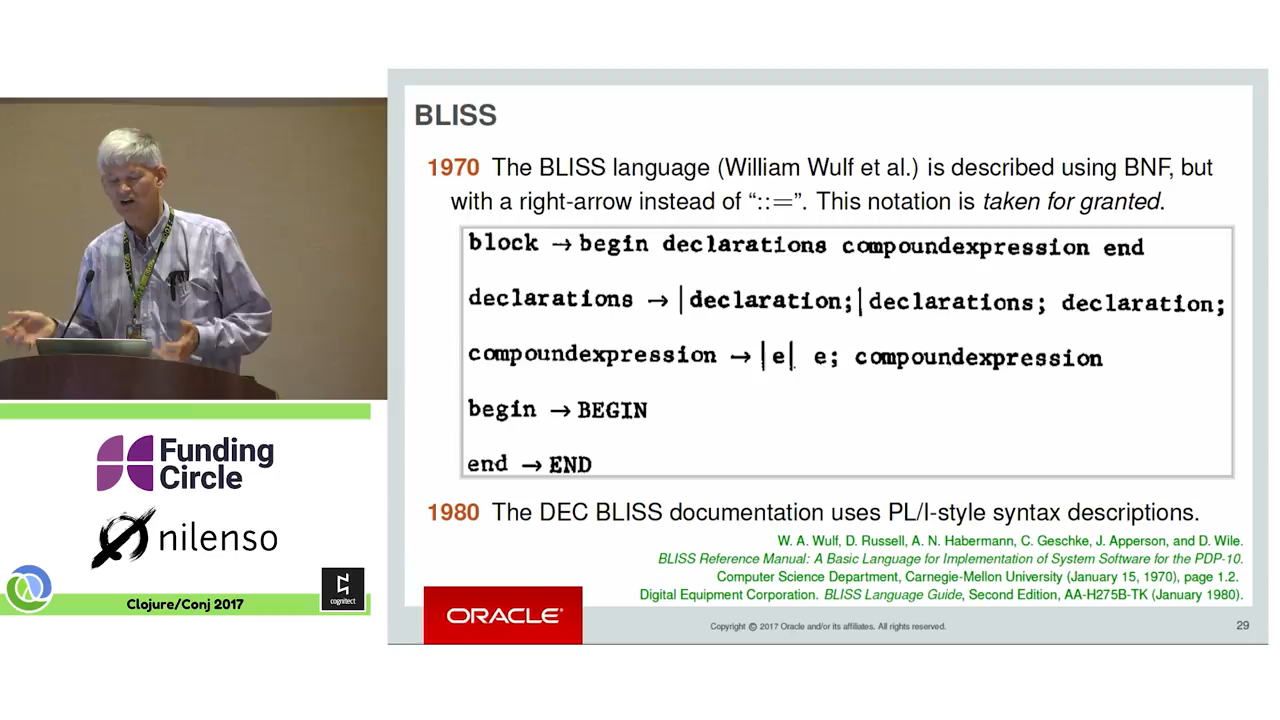 BLISS
1970 The BLISS language (William Wulf et al.) is described using BNF, but
with a right-arrow instead of “::=”. This notation is taken for granted.
block → begin declarations compoundexpression end
declarations → |declaration;|declarations; declaration;
compoundexpression → |e| e; compoundexpression
begin → BEGIN
end → END
1980 The DEC BLISS documentation uses PL/I-style syntax descriptions.
W. A. Wulf, D. Russell, A. N. Habermann, C. Geschke, J. Apperson, and D. Wile.
BLISS Reference Manual: A Basic Language for Implementation of System Software for the PDP-10.
Computer Science Department, Carnegie-Mellon University (January 15, 1970), page 1.2.
Digital Equipment Corporation. BLISS Language Guide, Second Edition, AA-H275B-TK (January 1980).
ORACLE®
Copyright © 2017 Oracle and/or its affiliates. All rights reserved.
29
Funding
Circle
nilenso
Clojure/Conj 2017
cognitect